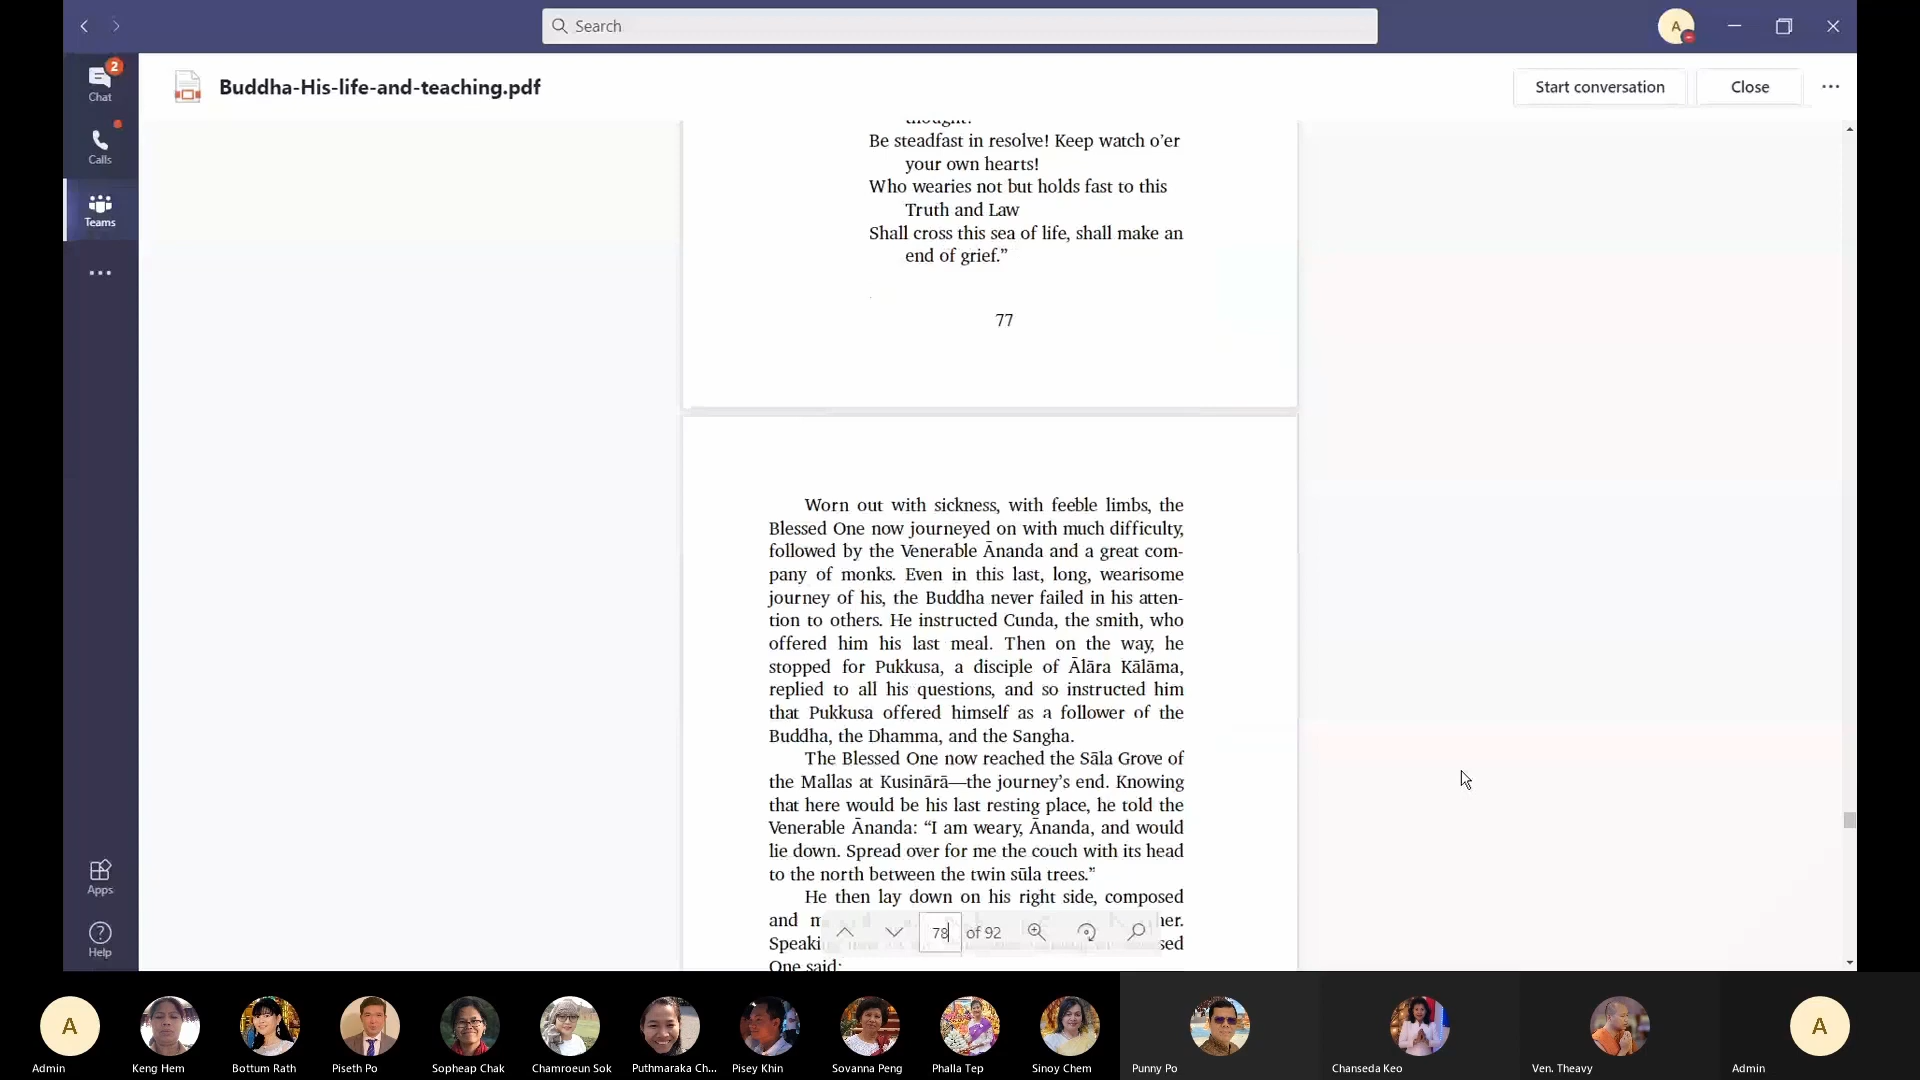 Search
A
2
Chat
Calls
Teams
Apps
Help
Buddha-His-life-and-teaching.pdf
Start conversation
Close
thought!
Be steadfast in resolve! Keep watch o’er
your own hearts!
Who wearies not but holds fast to this
Truth and Law
Shall cross this sea of life, shall make an
end of grief.”
77
Worn out with sickness, with feeble limbs, the
Blessed One now journeyed on with much difficulty,
followed by the Venerable Ānanda and a great com-
pany of monks. Even in this last, long, wearisome
journey of his, the Buddha never failed in his atten-
tion to others. He instructed Cunda, the smith, who
offered him his last meal. Then on the way, he
stopped for Pukkusa, a disciple of Ālāra Kālāma,
replied to all his questions, and so instructed him
that Pukkusa offered himself as a follower of the
Buddha, the Dhamma, and the Sangha.
The Blessed One now reached the Sāla Grove of
the Mallas at Kusinārā—the journey’s end. Knowing
that here would be his last resting place, he told the
Venerable Ānanda: “I am weary, Ānanda, and would
lie down. Spread over for me the couch with its head
to the north between the twin sūla trees.”
He then lay down on his right side, composed
and
One said:
78 of 92
A
Admin
Keng Hem
Bottum Rath
Piseth Po
Sopheap Chak
Chamroeun Sok
Puthmaraka Ch...
Pisey Khin
Sovanna Peng
Phalla Tep
Sinoy Chem
Punny Po
Chanseda Keo
Ven. Theavy
A
Admin